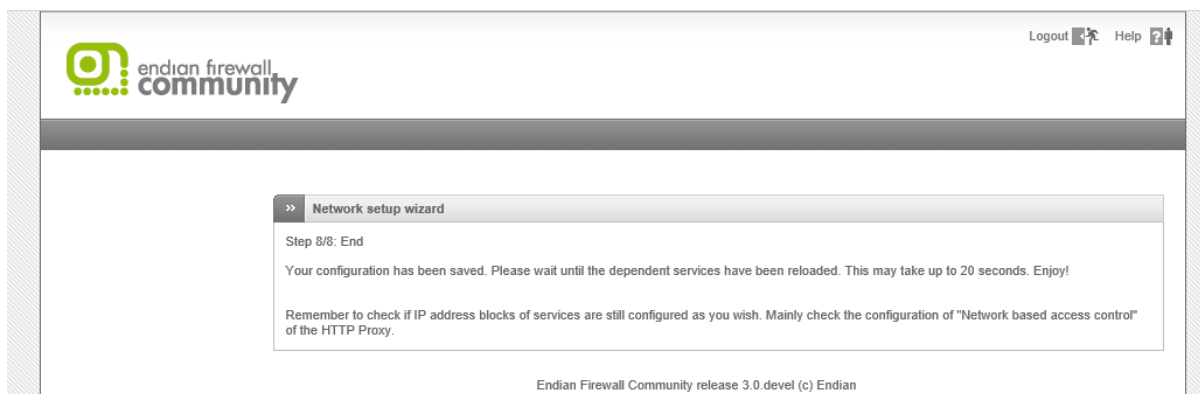 Logout Help
endian firewall
community
Network setup wizard
Step 8/8: End
Your configuration has been saved. Please wait until the dependent services have been reloaded. This may take up to 20 seconds. Enjoy!
Remember to check if IP address blocks of services are still configured as you wish. Mainly check the configuration of "Network based access control"
of the HTTP Proxy.
Endian Firewall Community release 3.0.devel (c) Endian